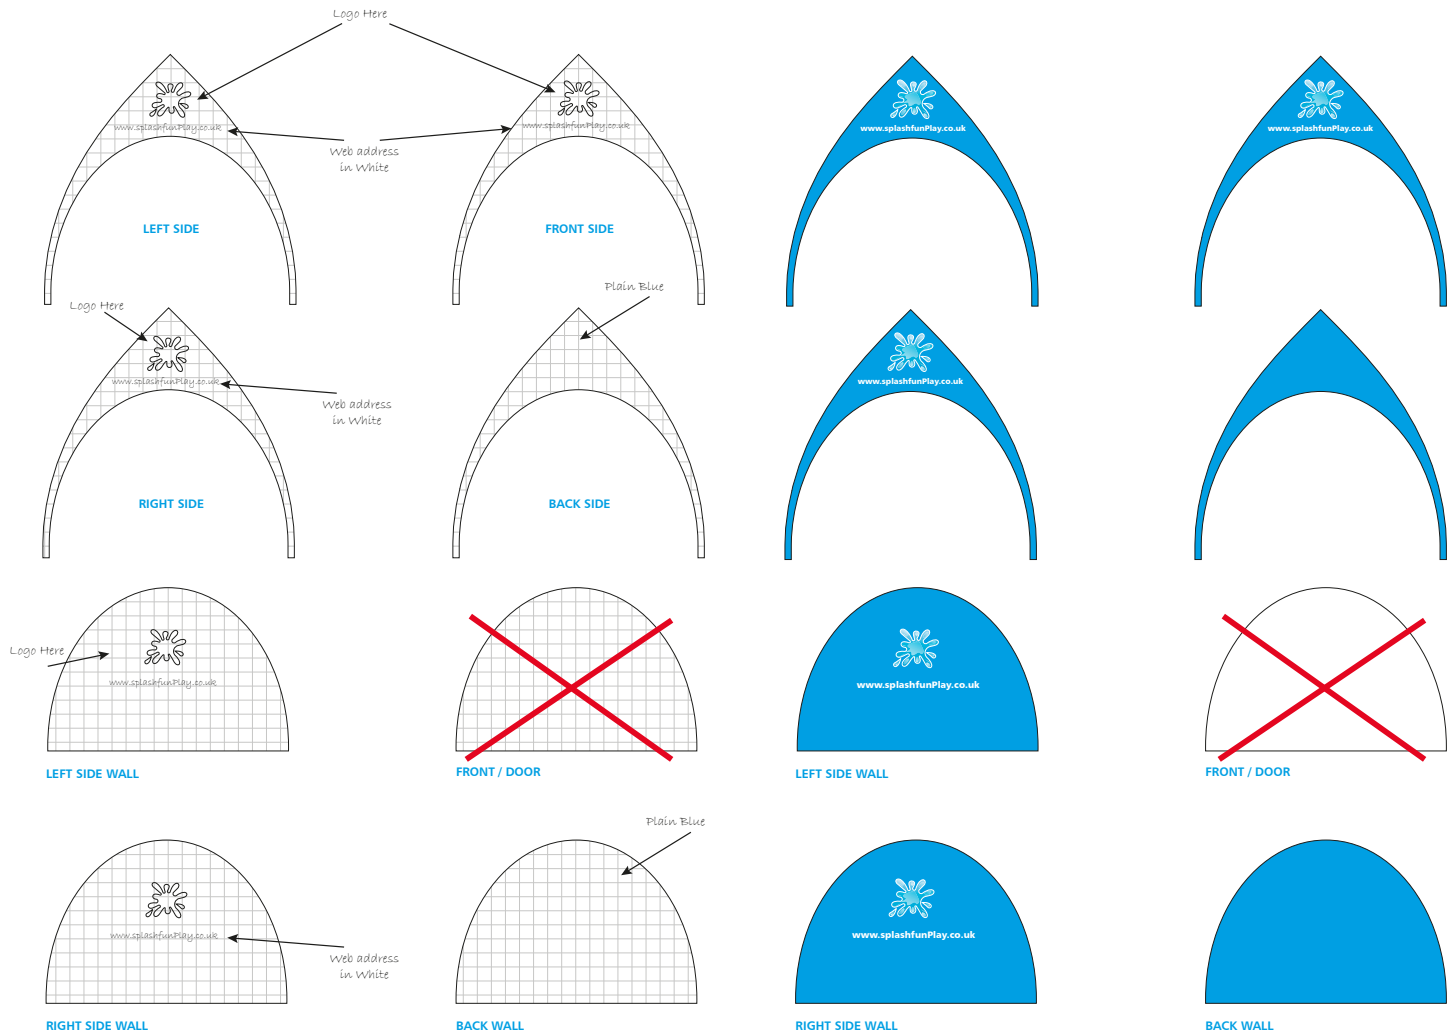 Logo Here
www.splashfunPlay.co.uk
www.splashfunPlay.co.uk
www.splashfunPlay.co.uk
www.splashfunPlay.co.uk
Web address
in White
LEFT SIDE
FRONT SIDE
Logo Here
Plain Blue
www.splashfunPlay.co.uk
www.splashfunPlay.co.uk
Web address
in White
RIGHT SIDE
BACK SIDE
Logo Here
www.splashfunPlay.co.uk
www.splashfunPlay.co.uk
LEFT SIDE WALL
FRONT / DOOR
LEFT SIDE WALL
FRONT / DOOR
Plain Blue
www.splashfunPlay.co.uk
www.splashfunPlay.co.uk
Web address
in White
RIGHT SIDE WALL
BACK WALL
RIGHT SIDE WALL
BACK WALL